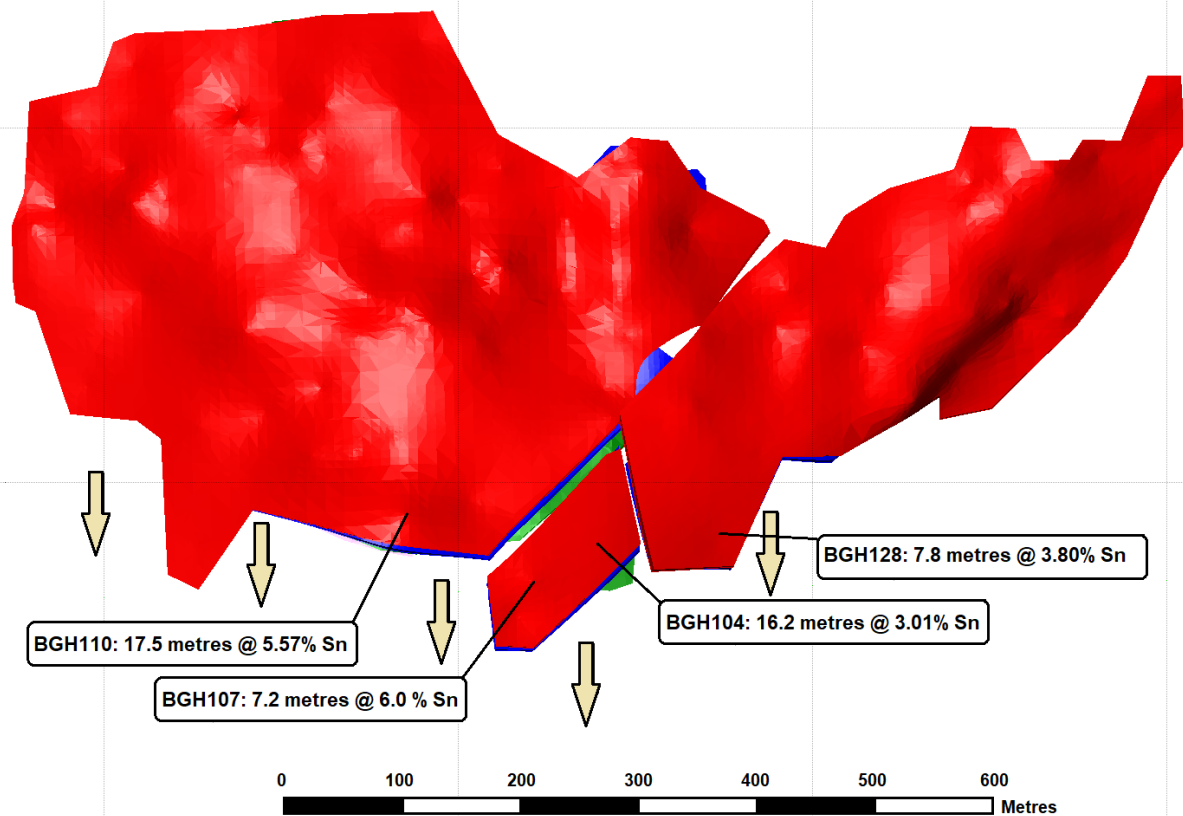 BGH128: 7.8 metres @ 3.80% Sn
BGH104: 16.2 metres @ 3.01% Sn
BGH110: 17.5 metres @ 5.57% Sn
BGH107: 7.2 metres @ 6.0 % Sn
0 100 200 300 400 500 600
Metres